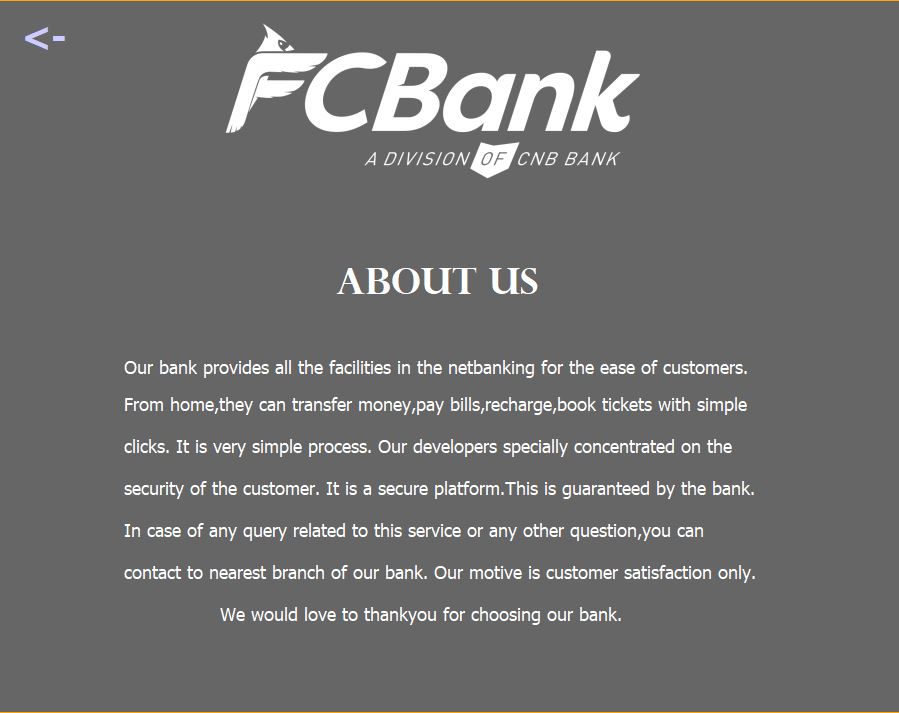 <-
FCBank
A DIVISION OF CNB BANK
ABOUT US
Our bank provides all the facilities in the netbanking for the ease of customers.
From home,they can transfer money,pay bills,recharge,book tickets with simple
clicks. It is very simple process. Our developers specially concentrated on the
security of the customer. It is a secure platform.This is guaranteed by the bank.
In case of any query related to this service or any other question,you can
contact to nearest branch of our bank. Our motive is customer satisfaction only.
We would love to thankyou for choosing our bank.